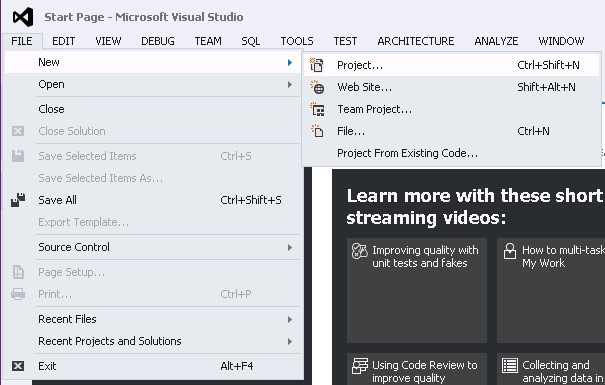 Start Page - Microsoft Visual Studio
FILE EDIT VIEW DEBUG TEAM SQL TOOLS TEST ARCHITECTURE ANALYZE WINDOW
New
Open
Close
Close Solution
Save Selected Items Ctrl+S
Save Selected Items As...
Save All Ctrl+Shift+S
Export Template...
Source Control
Page Setup...
Print... Ctrl+P
Recent Files
Recent Projects and Solutions
Exit Alt+F4
Project... Ctrl+Shift+N
Web Site... Shift+Alt+N
Team Project...
File... Ctrl+N
Project From Existing Code...
Learn more with these short
streaming videos:
Improving quality with
unit tests and fakes
How to multi-task
My Work
Using Code Review to
improve quality
Collecting and
analyzing data in